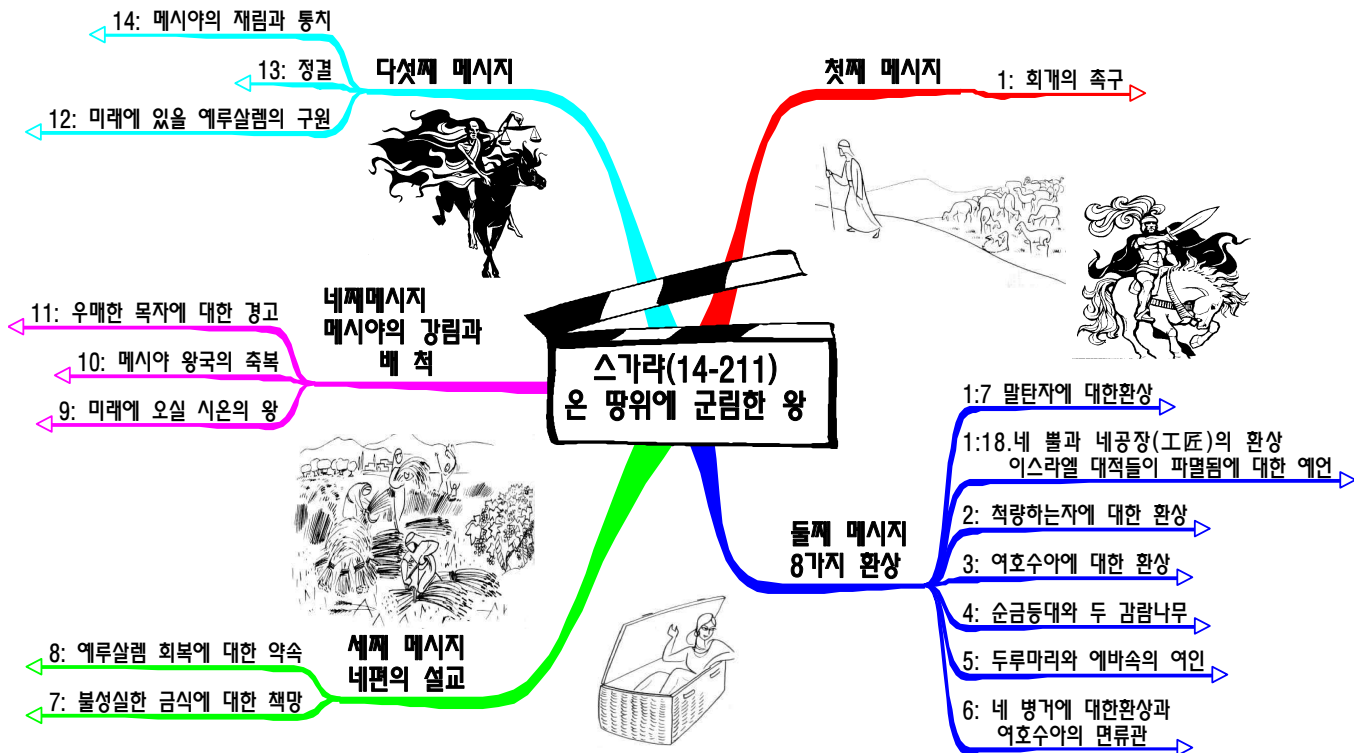 스가랴(14-211)
온 땅위에 군림한 왕
첫째 메시지
1: 회개의 촉구
둘째 메시지
8가지 환상
1:7 말탄자에 대한환상
1:18.네 뿔과 네공장(工匠)의 환상
이스라엘 대적들이 파멸됨에 대한 예언
2: 척량하는자에 대한 환상
3: 여호수아에 대한 환상
4: 순금등대와 두 감람나무
5: 두루마리와 에바속의 여인
6: 네 병거에 대한환상과
여호수아의 면류관
세째 메시지
네편의 설교
8: 예루살렘 회복에 대한 약속
7: 불성실한 금식에 대한 책망
네째메시지
메시야의 강림과
배 척
11: 우매한 목자에 대한 경고
10: 메시야 왕국의 축복
9: 미래에 오실 시온의 왕
다섯째 메시지
14: 메시야의 재림과 통치
13: 정결
12: 미래에 있을 예루살렘의 구원